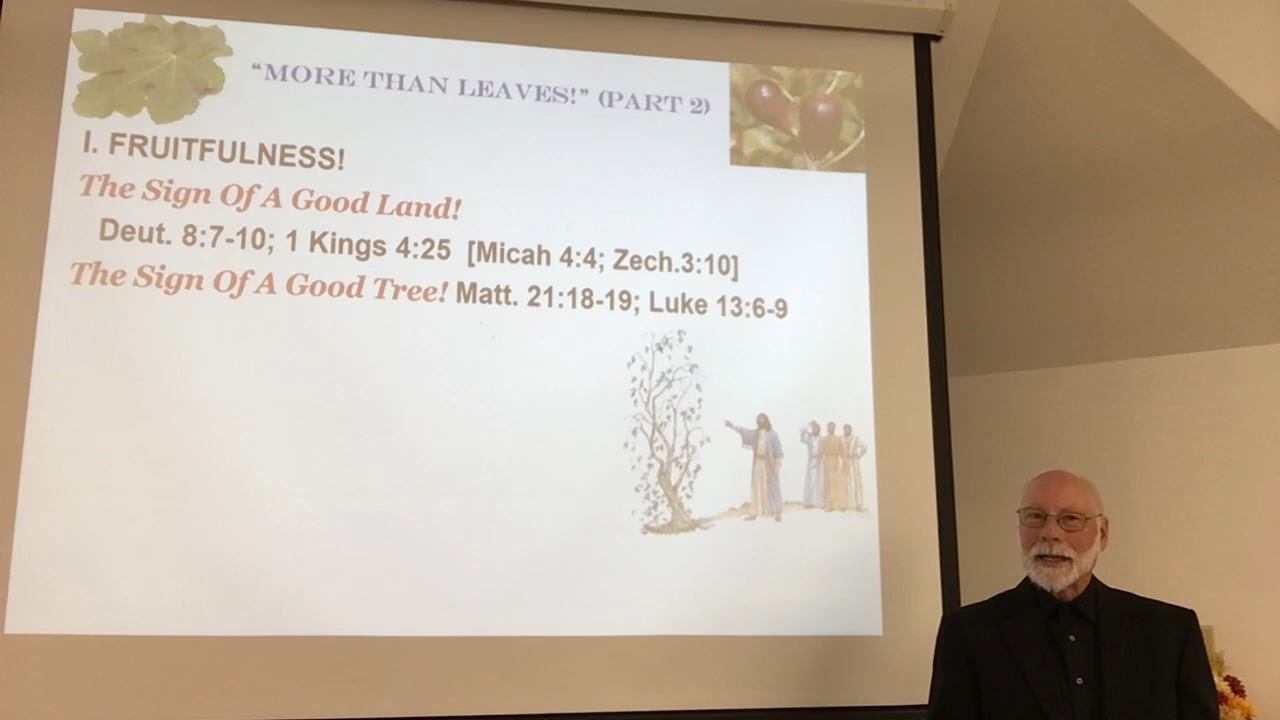 “MORE THAN LEAVES!” (PART 2)
I. FRUITFULNESS!
The Sign Of A Good Land!
Deut. 8:7-10; 1 Kings 4:25 [Micah 4:4; Zech.3:10]
The Sign Of A Good Tree! Matt. 21:18-19; Luke 13:6-9